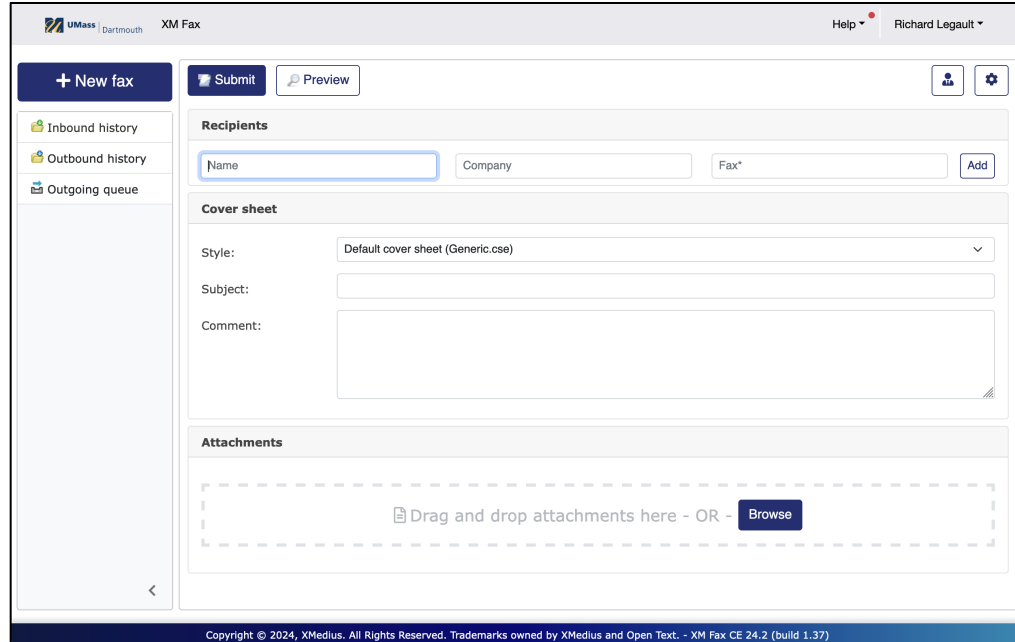 UMass | Dartmouth XM Fax Help Richard Legault
+ New fax
Submit Preview
Inbound history
Outbound history
Outgoing queue
Recipients
Name Company Fax* Add
Cover sheet
Style: Default cover sheet (Generic.cse)
Subject:
Comment:
Attachments
Drag and drop attachments here - OR - Browse
Copyright © 2024, XMedius. All Rights Reserved. Trademarks owned by XMedius and Open Text. - XM Fax CE 24.2 (build 1.37)